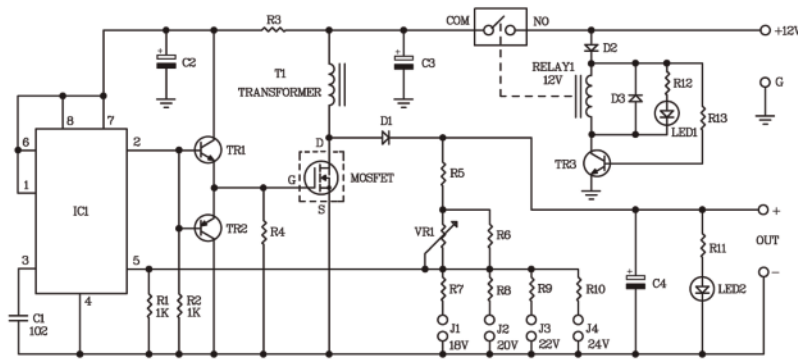 R3
COM
NO
+12V
C2
C3
D2
T1
TRANSFORMER
RELAY1
12V
D3
R12
G
LED1
R13
8
7
6
2
1
TR1
D
D1
MOSFET
G
S
R5
TR3
IC1
TR2
R4
VR1
R6
+
OUT
R11
-
3
5
4
R1
1K
R2
1K
R7
R8
R9
R10
C4
LED2
C1
102
J1
18V
J2
20V
J3
22V
J4
24V